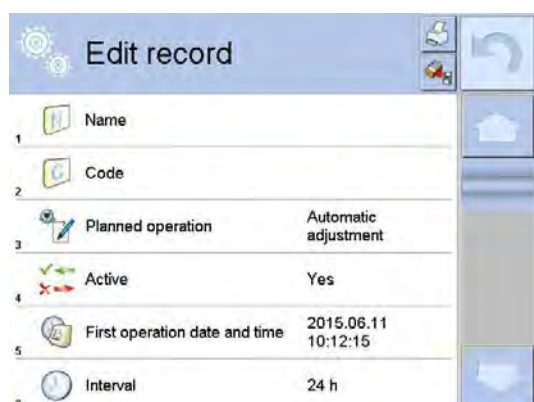 Edit record
1 Name
2 Code
3 Planned operation Automatic adjustment
4 Active Yes
5 First operation date and time 2015.06.11 10:12:15
Interval 24 h